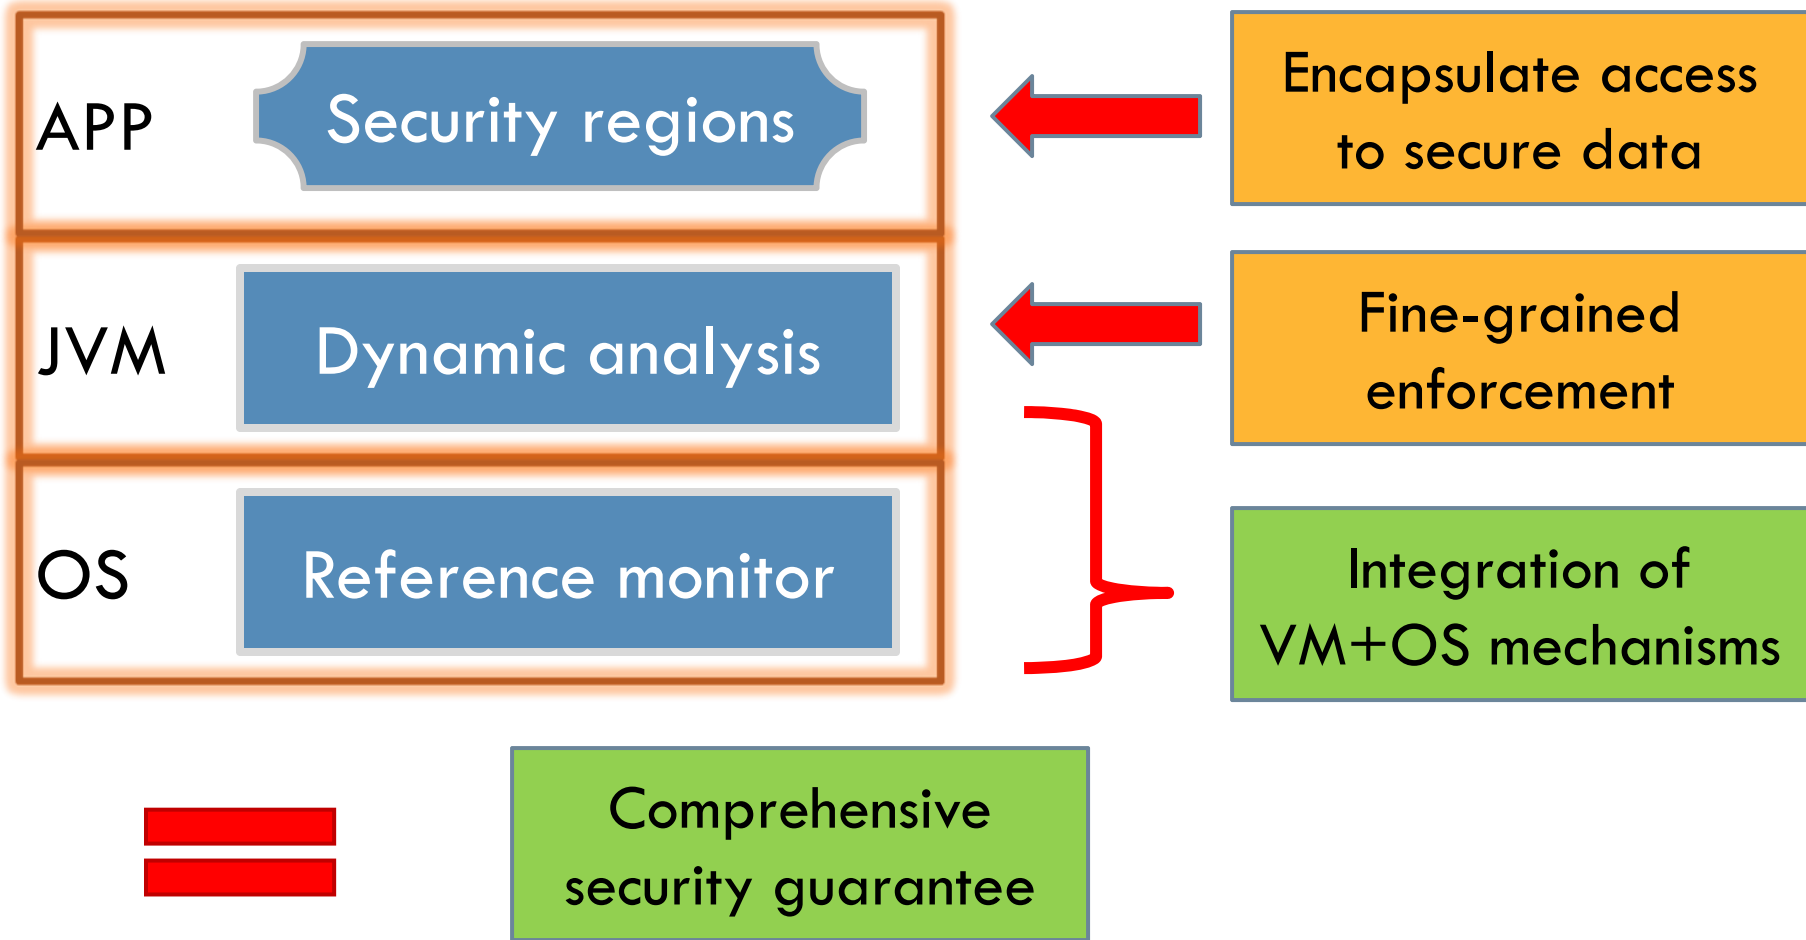 APP
Security regions
Encapsulate access
to secure data
JVM
Dynamic analysis
Fine-grained
enforcement
OS
Reference monitor
Integration of
VM+OS mechanisms
Comprehensive
security guarantee